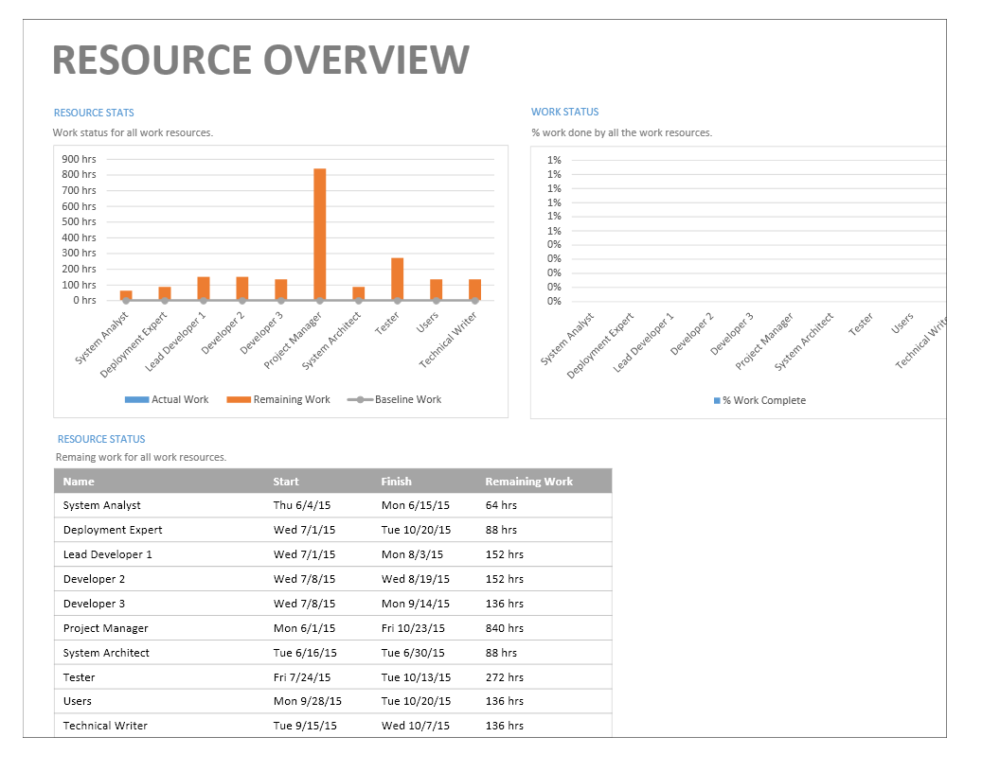 RESOURCE OVERVIEW
RESOURCE STATS
Work status for all work resources.
900 hrs
800 hrs
700 hrs
600 hrs
500 hrs
400 hrs
300 hrs
200 hrs
100 hrs
0 hrs
System Analyst
Deployment Expert
Lead Developer 1
Developer 2
Developer 3
Project Manager
System Architect
Tester
Users
Technical Writer
Actual Work Remaining Work Baseline Work
WORK STATUS
% work done by all the work resources.
1%
1%
1%
1%
1%
1%
0%
0%
0%
0%
0%
System Analyst
Deployment Expert
Lead Developer 1
Developer 2
Developer 3
Project Manager
System Architect
Tester
Users
Technical Write
% Work Complete
RESOURCE STATUS
Remaing work for all work resources.
Name Start Finish Remaining Work
System Analyst Thu 6/4/15 Mon 6/15/15 64 hrs
Deployment Expert Wed 7/1/15 Tue 10/20/15 88 hrs
Lead Developer 1 Wed 7/1/15 Mon 8/3/15 152 hrs
Developer 2 Wed 7/8/15 Wed 8/19/15 152 hrs
Developer 3 Wed 7/8/15 Mon 9/14/15 136 hrs
Project Manager Mon 6/1/15 Fri 10/23/15 840 hrs
System Architect Tue 6/16/15 Tue 6/30/15 88 hrs
Tester Fri 7/24/15 Tue 10/13/15 272 hrs
Users Mon 9/28/15 Tue 10/20/15 136 hrs
Technical Writer Tue 9/15/15 Wed 10/7/15 136 hrs